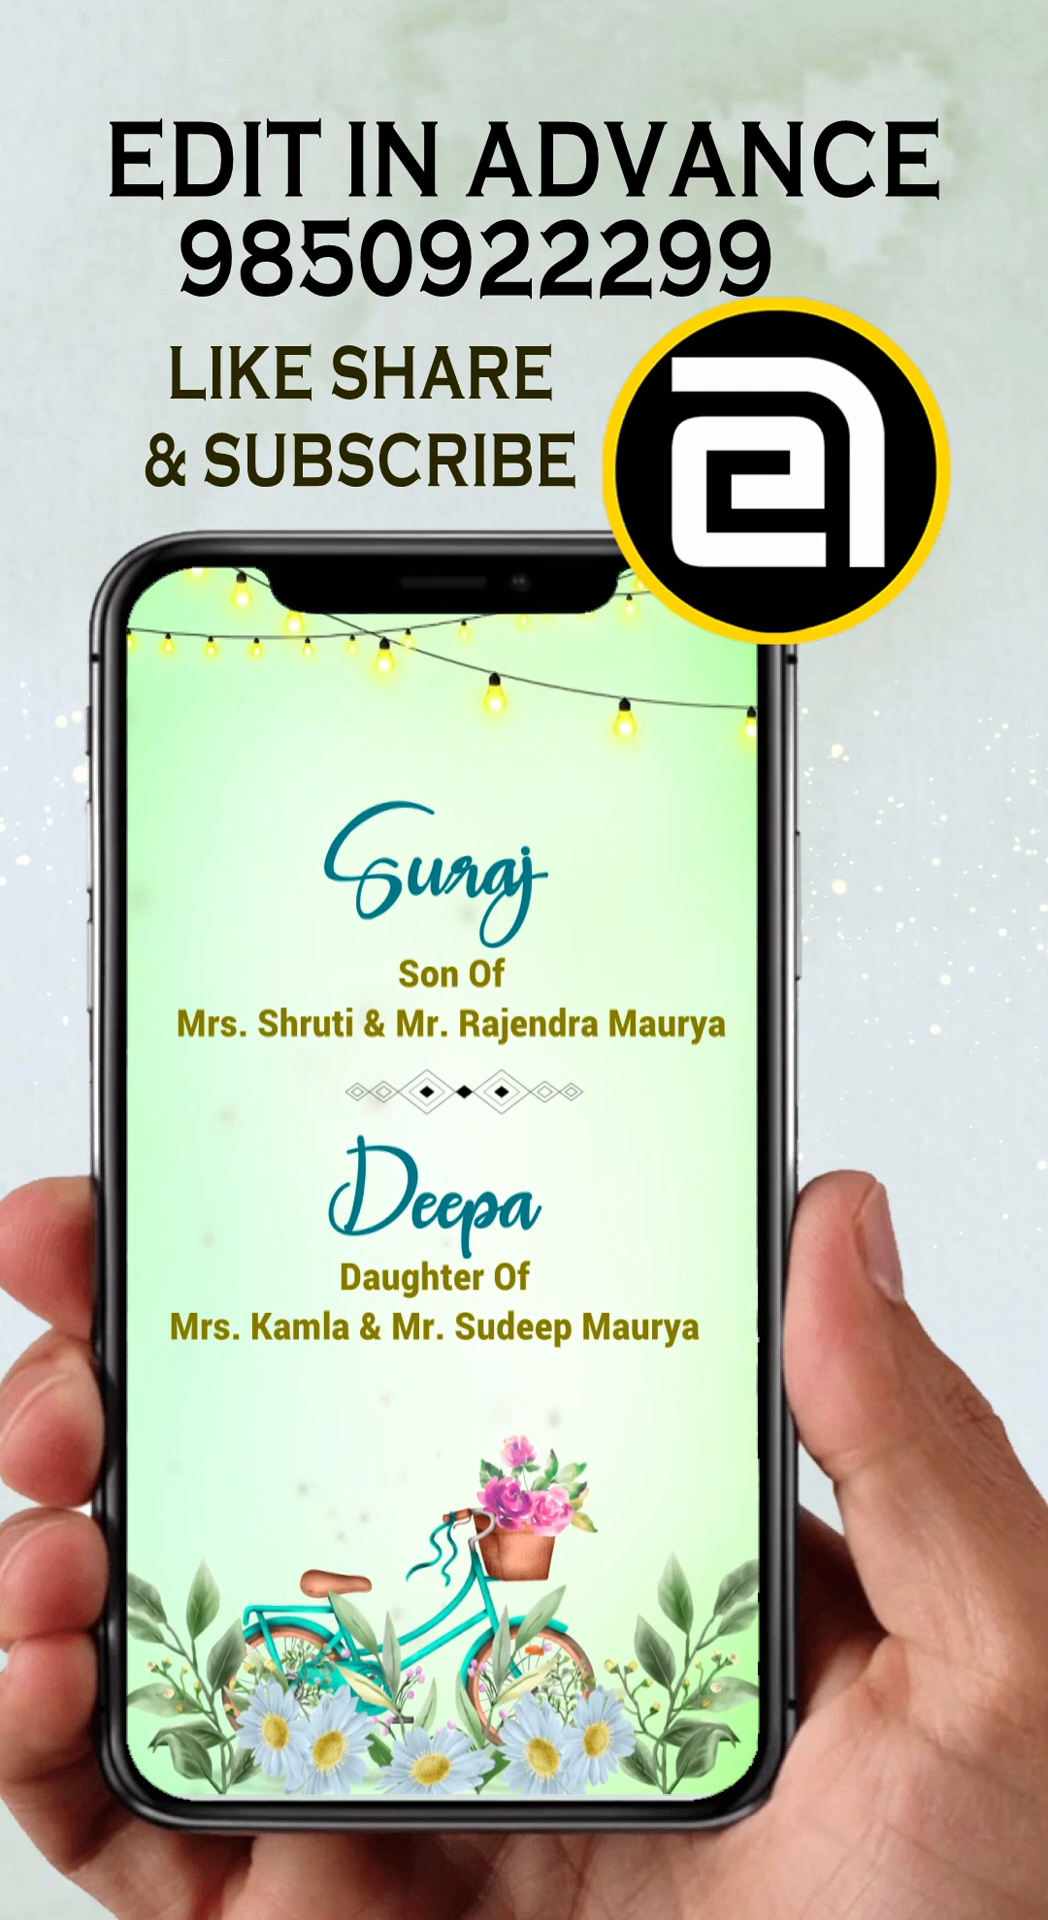 EDIT IN ADVANCE
9850922299
LIKE SHARE
& SUBSCRIBE
Suraj
Son Of
Mrs. Shruti & Mr. Rajendra Maurya
Deepa
Daughter Of
Mrs. Kamla & Mr. Sudeep Maurya